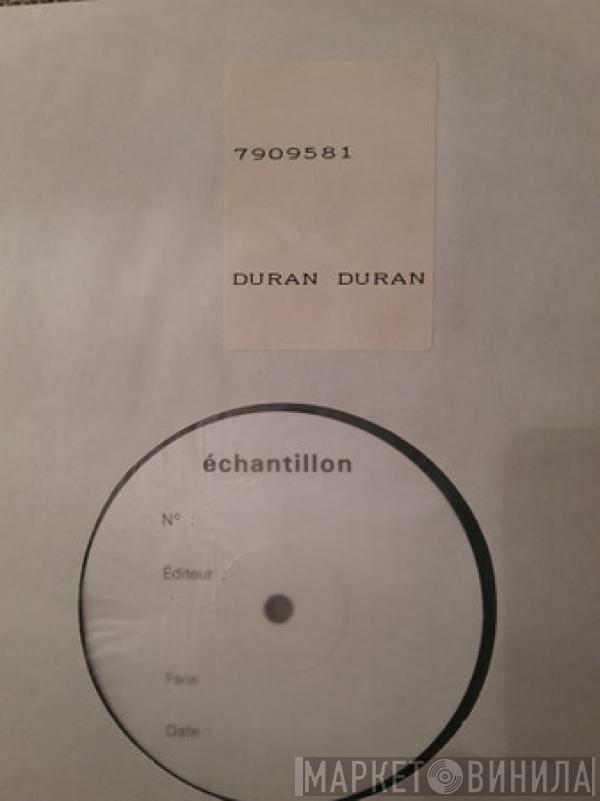 7909581
DURAN DURAN
échantillon
N° :
Éditeur :
Face
Date :
МАРКЕТ ВИНИЛА